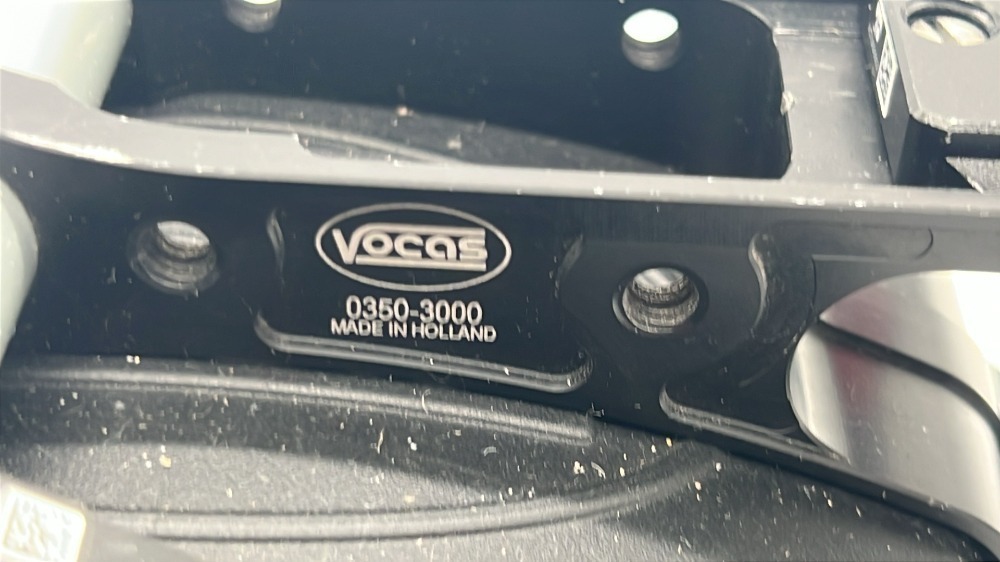 Vocas
0350-3000
MADE IN HOLLAND